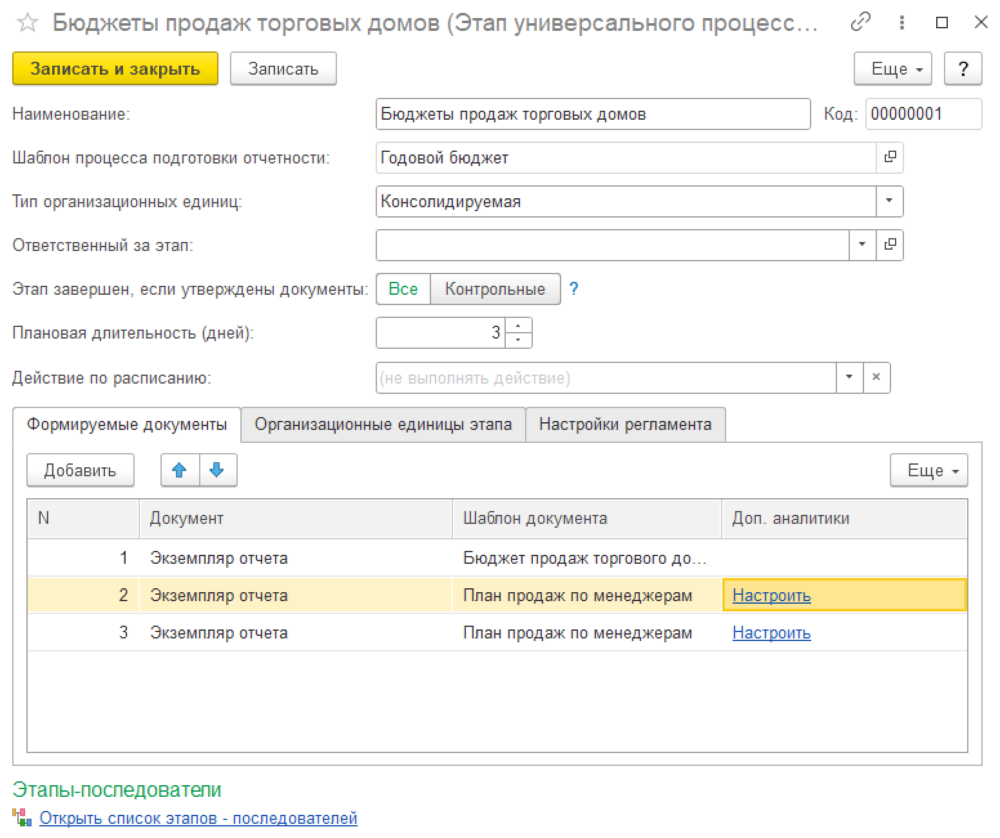 Бюджеты продаж торговых домов (Этап универсального процесс...
Записать и закрыть Записать Еще ?
Наименование: Бюджеты продаж торговых домов Код: 00000001
Шаблон процесса подготовки отчетности: Годовой бюджет
Тип организационных единиц: Консолидируемая
Ответственный за этап:
Этап завершен, если утверждены документы: Все Контрольные ?
Плановая длительность (дней): 3
Действие по расписанию: (не выполнять действие)
Формируемые документы Организационные единицы этапа Настройки регламента
Добавить Еще
N Документ Шаблон документа Доп. аналитики
1 Экземпляр отчета Бюджет продаж торгового до...
2 Экземпляр отчета План продаж по менеджерам Настроить
3 Экземпляр отчета План продаж по менеджерам Настроить
Этапы-последователи
Открыть список этапов - последователей